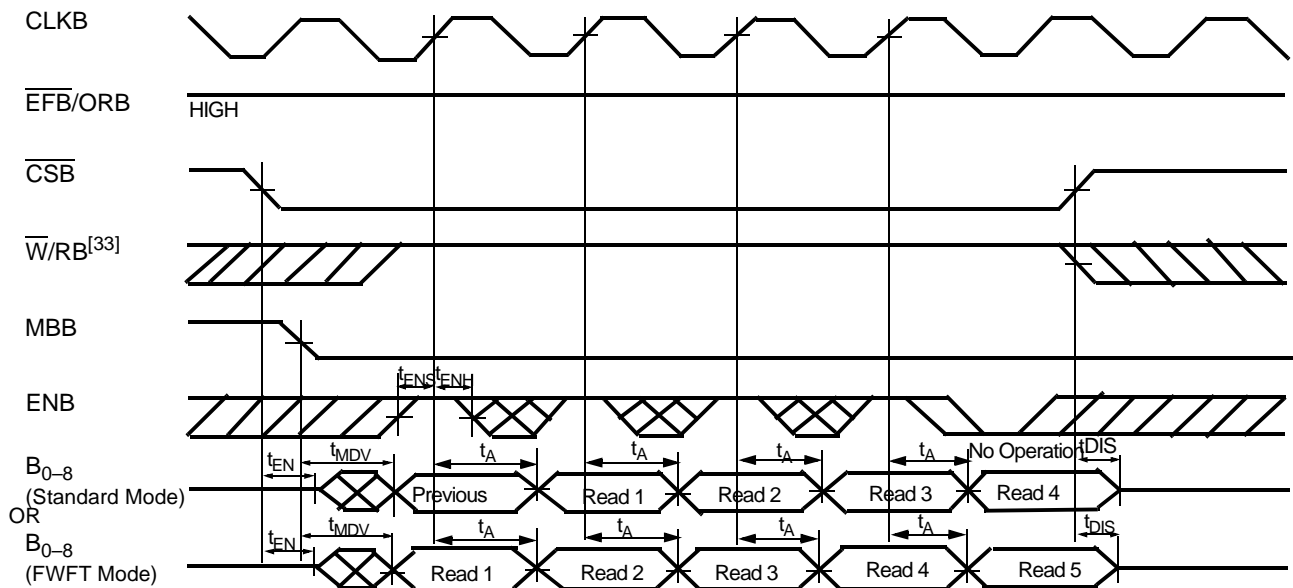 CLKB
EFB/ORB
HIGH
CSB
W/RB[33]
MBB
tENS tENH
ENB
No Operation
tEN tMDV tA tA tA tA tDIS
B0–8
(Standard Mode)
Previous Read 1 Read 2 Read 3 Read 4
OR
tEN tMDV tA tA tA tA tDIS
B0–8
(FWFT Mode)
Read 1 Read 2 Read 3 Read 4 Read 5